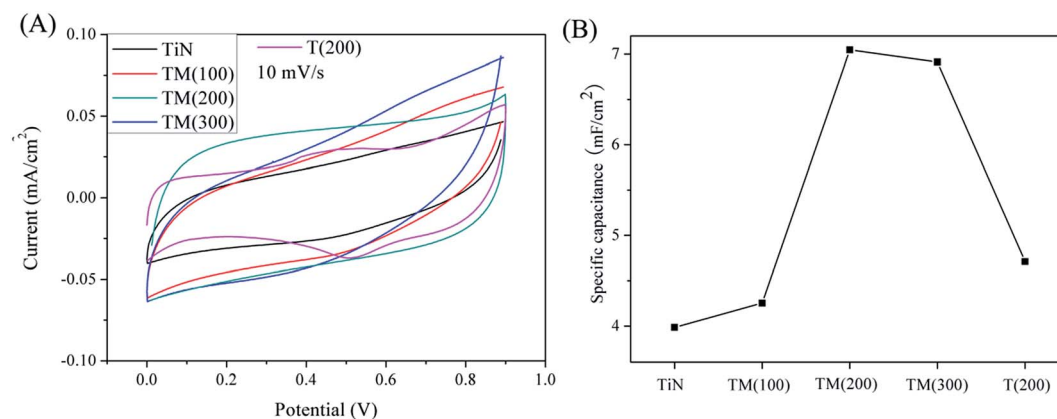 (A)
TiN
TM(100)
TM(200)
TM(300)
T(200)
10 mV/s
0.10
0.05
0.00
-0.05
-0.10
Current (mA/cm²)
0.0 0.2 0.4 0.6 0.8 1.0
Potential (V)
(B)
7
6
5
4
Specific capacitance (mF/cm²)
TiN TM(100) TM(200) TM(300) T(200)